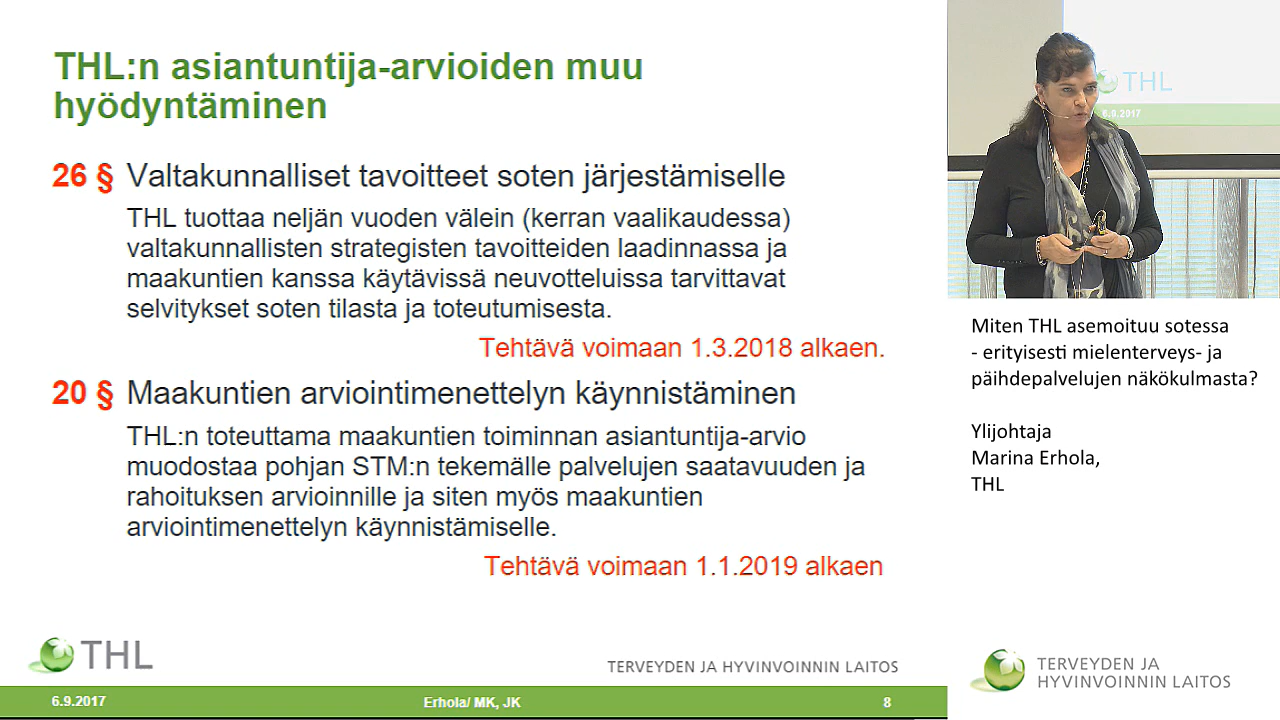 THL:n asiantuntija-arvioiden muu
hyödyntäminen
26 § Valtakunnalliset tavoitteet soten järjestämiselle
THL tuottaa neljän vuoden välein (kerran vaalikaudessa)
valtakunnallisten strategisten tavoitteiden laadinnassa ja
maakuntien kanssa käytävissä neuvotteluissa tarvittavat
selvitykset soten tilasta ja toteutumisesta.
Tehtävä voimaan 1.3.2018 alkaen.
20 § Maakuntien arviointimenettelyn käynnistäminen
THL:n toteuttama maakuntien toiminnan asiantuntija-arvio
muodostaa pohjan STM:n tekemälle palvelujen saatavuuden ja
rahoituksen arvioinnille ja siten myös maakuntien
arviointimenettelyn käynnistämiselle.
Tehtävä voimaan 1.1.2019 alkaen
THL
TERVEYDEN JA HYVINVOINNIN LAITOS
6.9.2017
Erhola/ MK, JK
8
THL
6.9.2017
Miten THL asemoituu sotessa
- erityisesti mielenterveys- ja
päihdepalvelujen näkökulmasta?
Ylijohtaja
Marina Erhola,
THL
TERVEYDEN JA
HYVINVOINNIN LAITOS